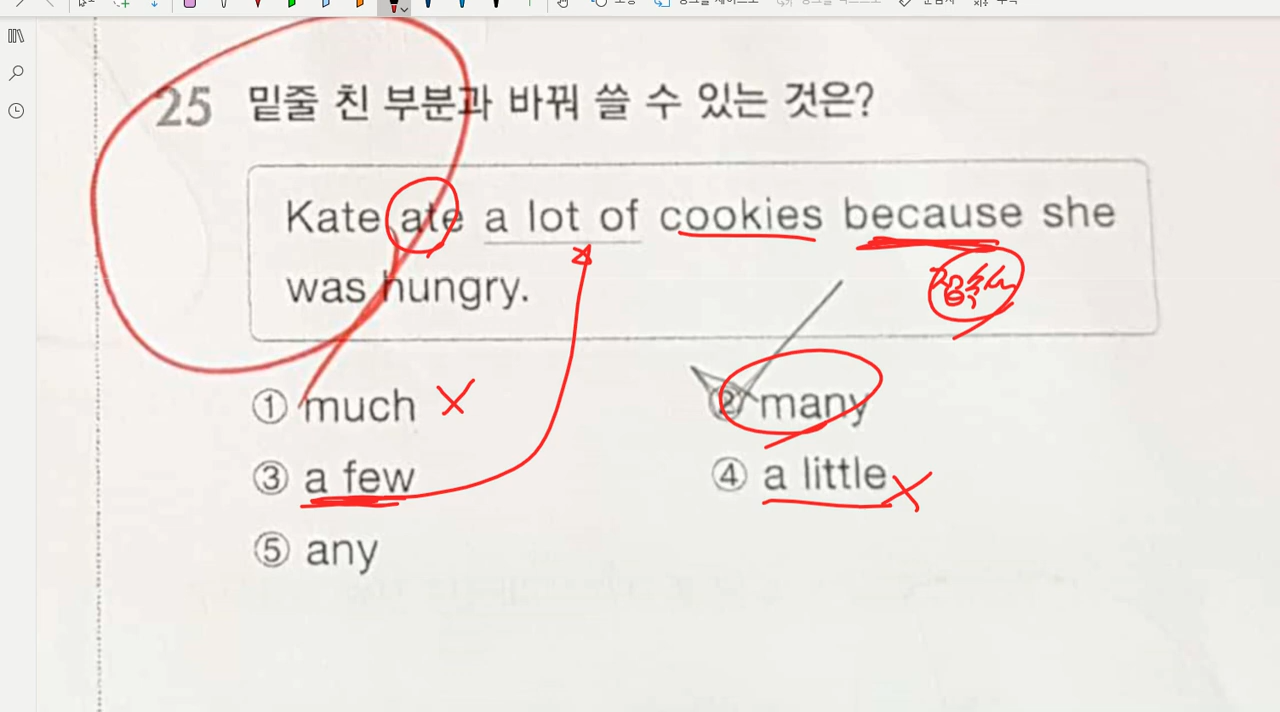 25 밑줄 친 부분과 바꿔 쓸 수 있는 것은?
Kate ate a lot of cookies because she
was hungry.
접속사
① much
② many
③ a few
④ a little
⑤ any